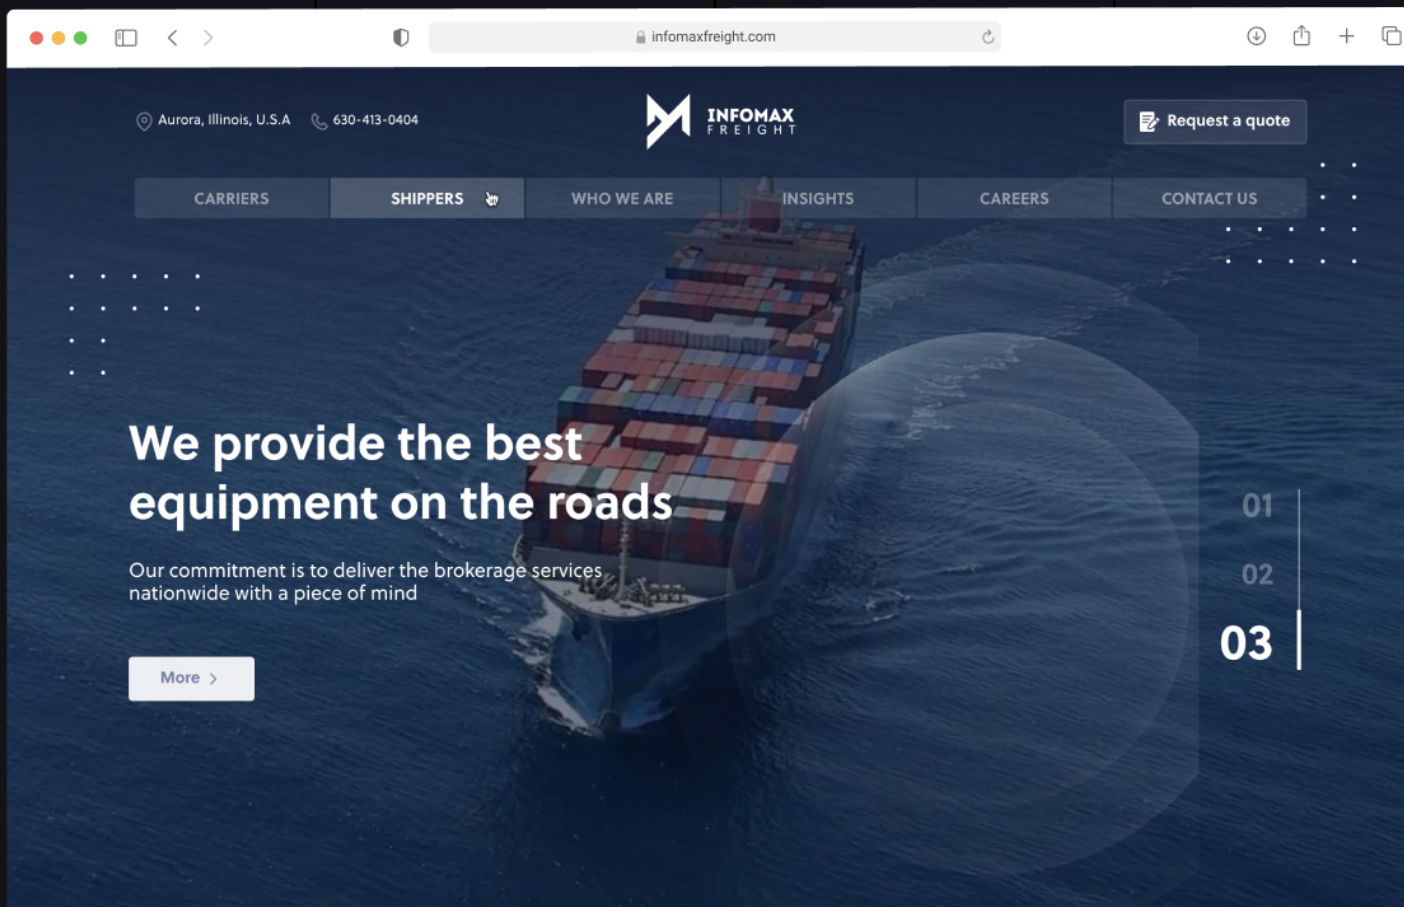 infomaxfreight.com
Aurora, Illinois, U.S.A
630-413-0404
INFOMAX
FREIGHT
Request a quote
CARRIERS
SHIPPERS
WHO WE ARE
INSIGHTS
CAREERS
CONTACT US
We provide the best
equipment on the roads
Our commitment is to deliver the brokerage services
nationwide with a piece of mind
More
01
02
03